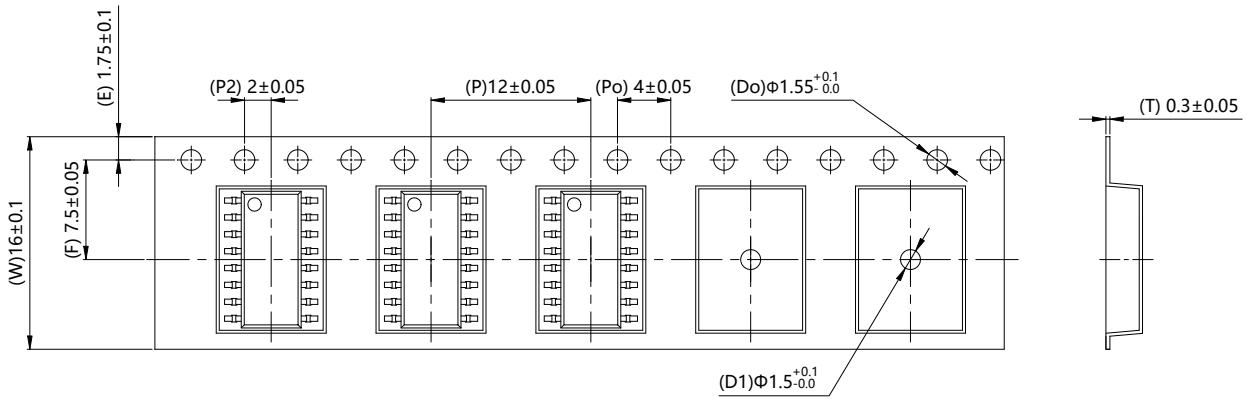 (E) 1.75±0.1
(P2) 2±0.05
(P)12±0.05
(Po) 4±0.05
(Do)Φ1.55+0.1 -0.0
(T) 0.3±0.05
(W)16±0.1
(F) 7.5±0.05
(D1)Φ1.5+0.1 -0.0